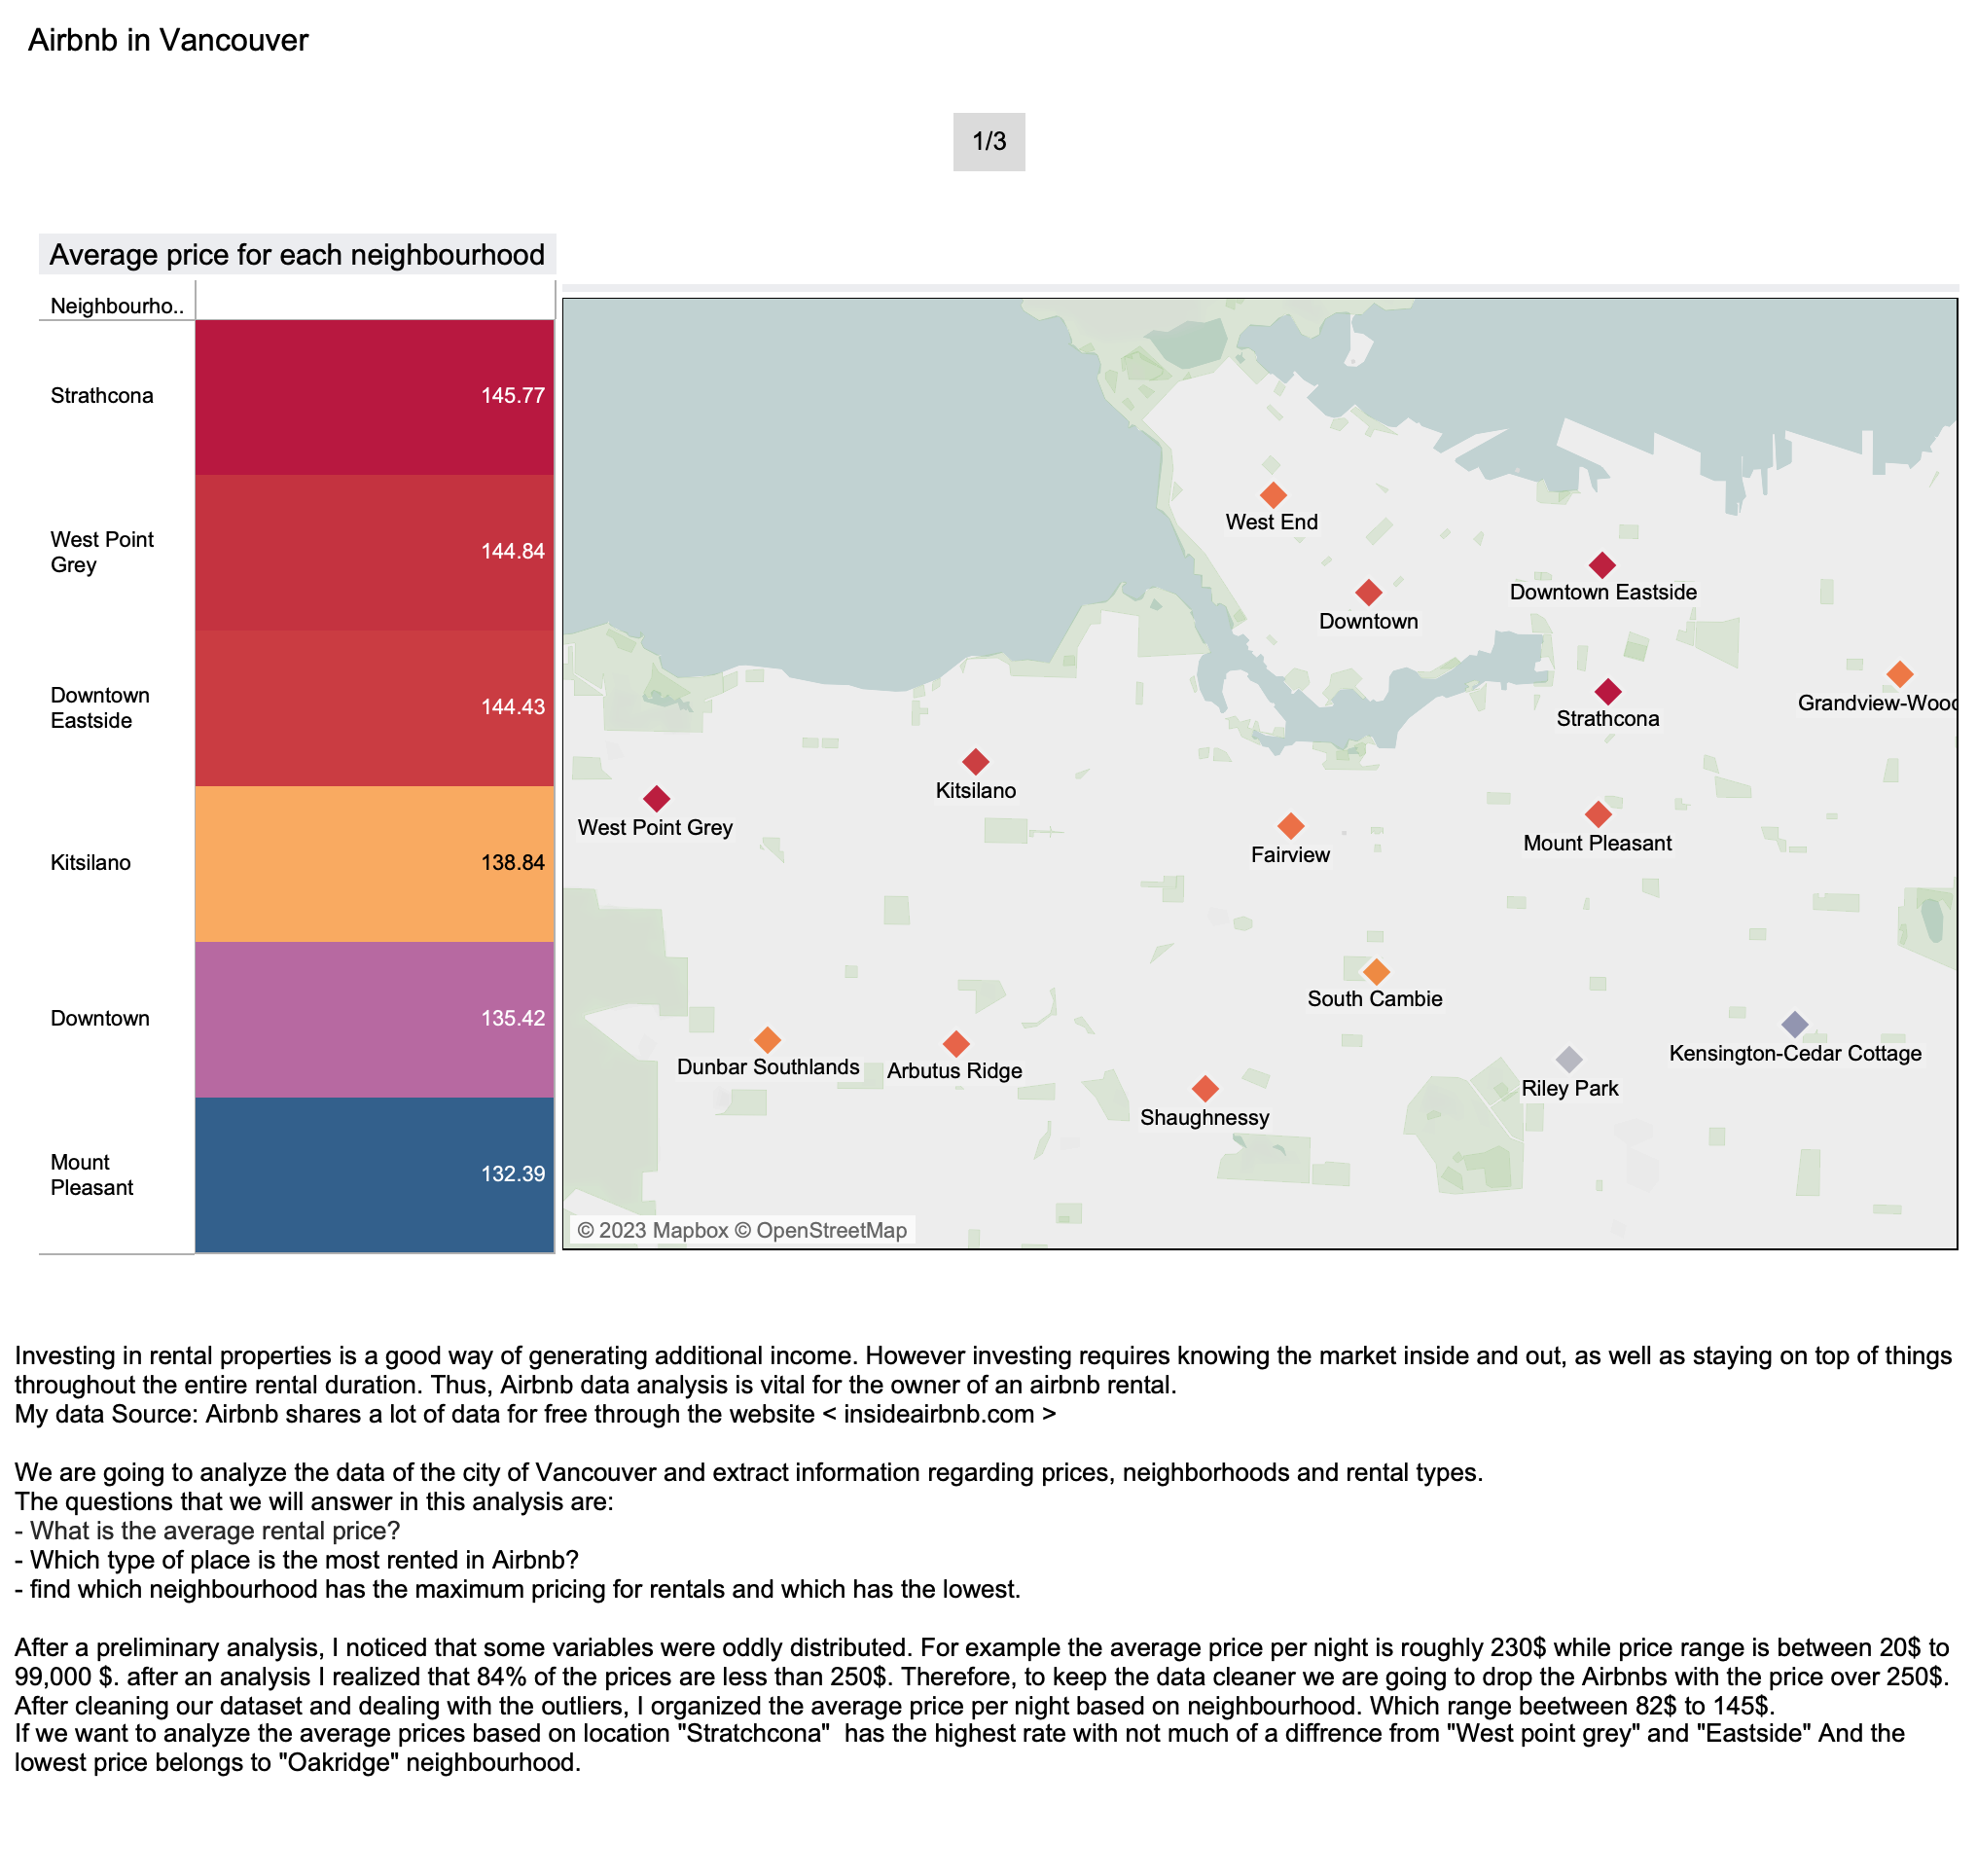 Airbnb in Vancouver
1/3
Average price for each neighbourhood
Neighbourho..
Strathcona
145.77
West Point
Grey
144.84
Downtown
Eastside
144.43
Kitsilano
138.84
Downtown
135.42
Mount
Pleasant
132.39
West End
Downtown Eastside
Downtown
Grandview-Wood
Strathcona
Kitsilano
West Point Grey
Mount Pleasant
Fairview
South Cambie
Kensington-Cedar Cottage
Dunbar Southlands
Arbutus Ridge
Riley Park
Shaughnessy
© 2023 Mapbox © OpenStreetMap
Investing in rental properties is a good way of generating additional income. However investing requires knowing the market inside and out, as well as staying on top of things
throughout the entire rental duration. Thus, Airbnb data analysis is vital for the owner of an airbnb rental.
My data Source: Airbnb shares a lot of data for free through the website < insideairbnb.com >
We are going to analyze the data of the city of Vancouver and extract information regarding prices, neighborhoods and rental types.
The questions that we will answer in this analysis are:
- What is the average rental price?
- Which type of place is the most rented in Airbnb?
- find which neighbourhood has the maximum pricing for rentals and which has the lowest.
After a preliminary analysis, I noticed that some variables were oddly distributed. For example the average price per night is roughly 230$ while price range is between 20$ to
99,000 $. after an analysis I realized that 84% of the prices are less than 250$. Therefore, to keep the data cleaner we are going to drop the Airbnbs with the price over 250$.
After cleaning our dataset and dealing with the outliers, I organized the average price per night based on neighbourhood. Which range beetween 82$ to 145$.
If we want to analyze the average prices based on location "Stratchcona"  has the highest rate with not much of a diffrence from "West point grey" and "Eastside" And the
lowest price belongs to "Oakridge" neighbourhood.